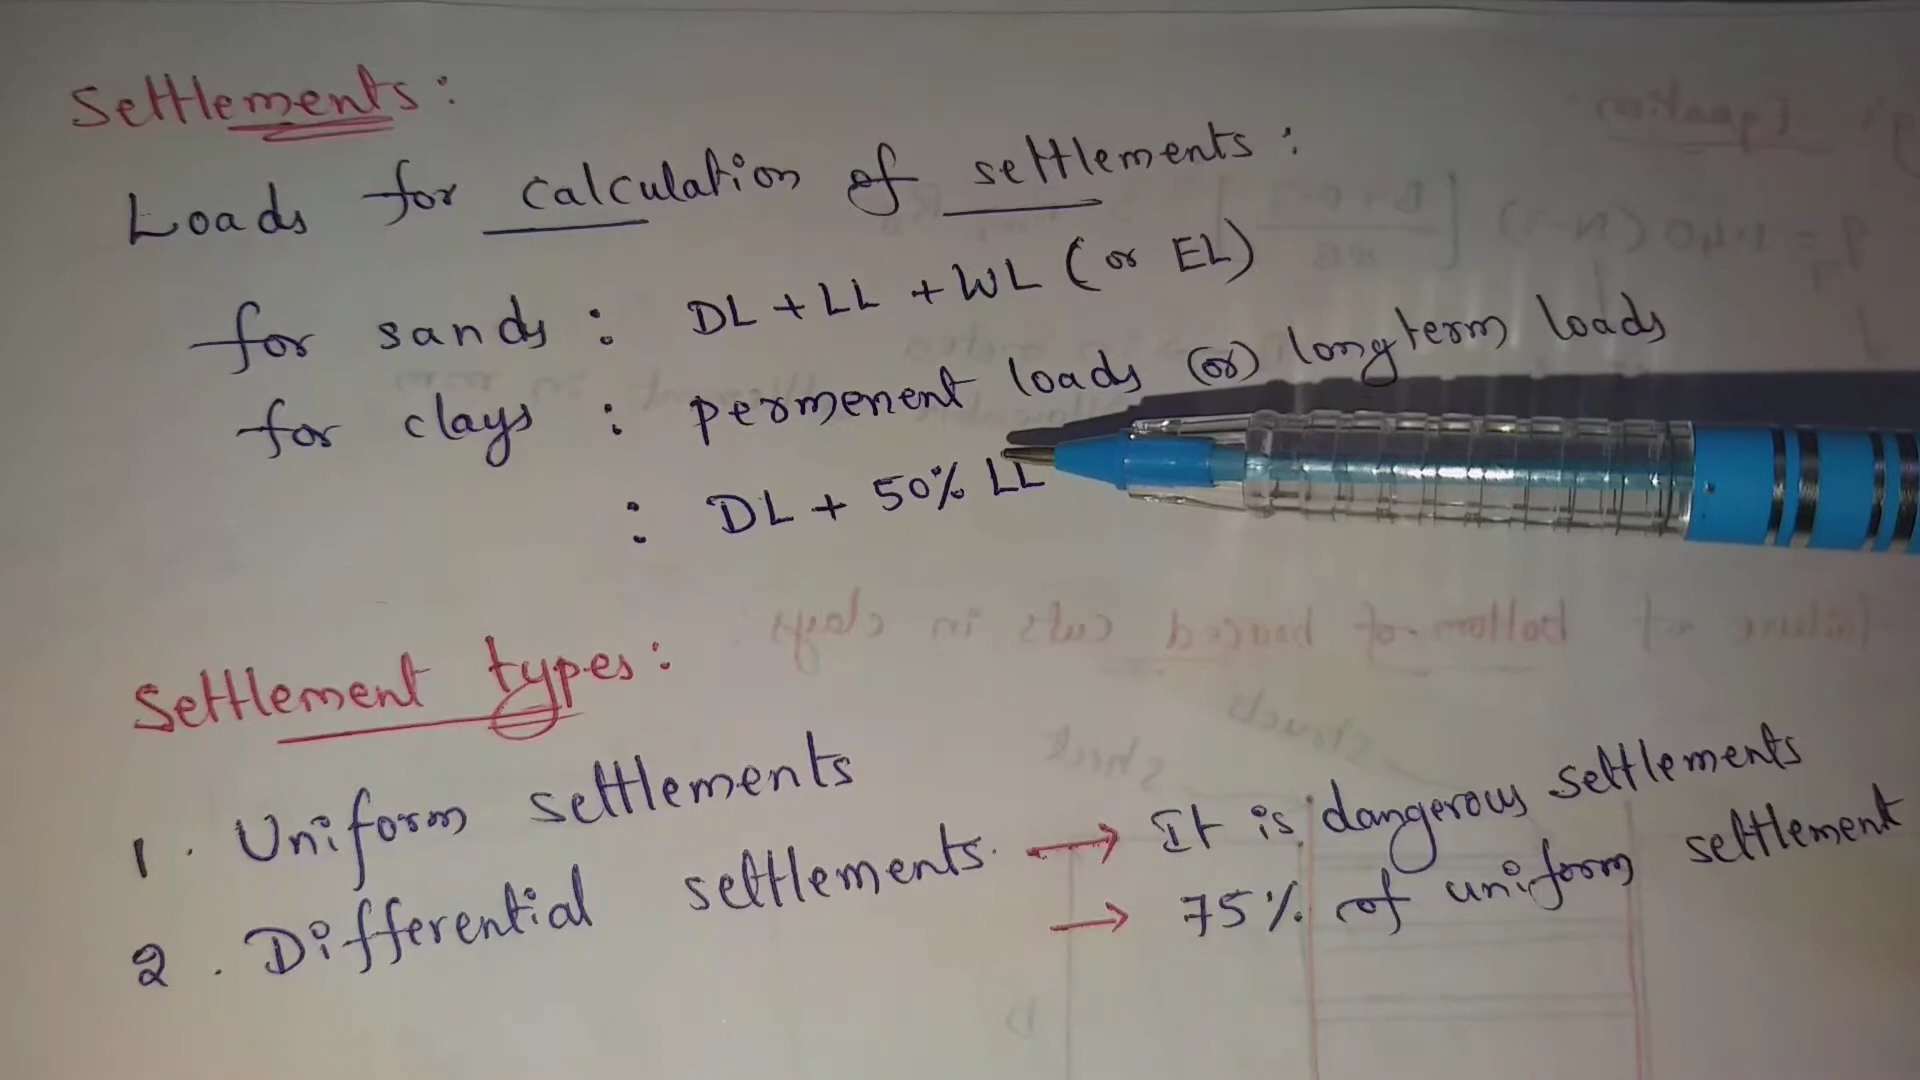 Settlements:
Loads for calculation of settlements:
for sands : DL + LL + WL (or EL)
for clays : permenent loads (or) longterm loads
: DL + 50% LL
Settlement types:
1. Uniform settlements
2. Differential settlements. → It is dangerous settlements
→ 75% of uniform settlement